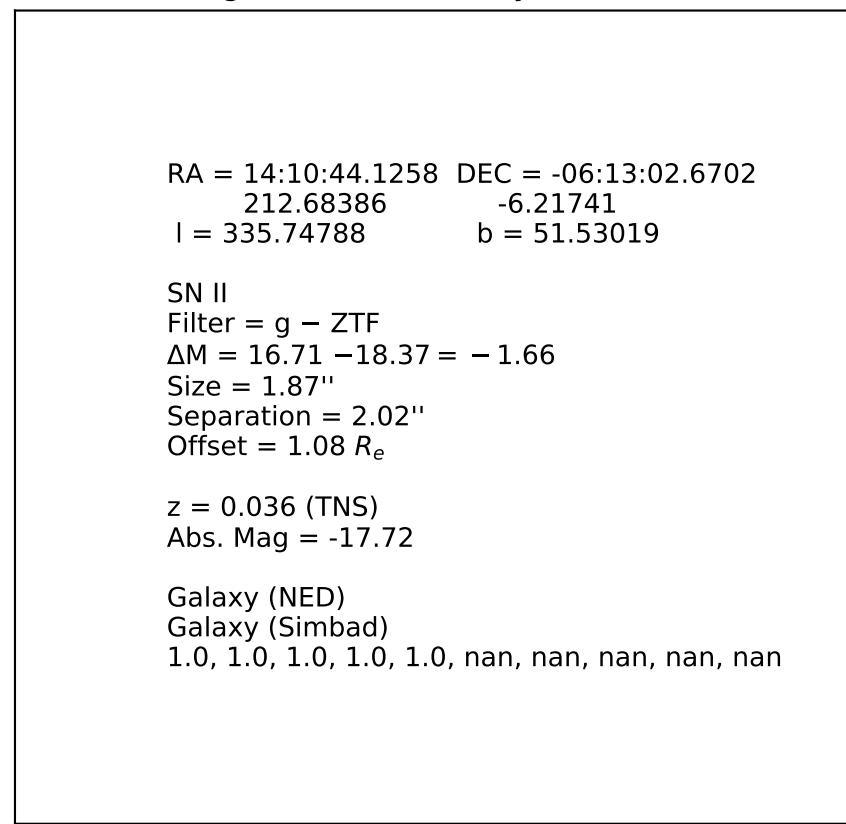 RA = 14:10:44.1258  DEC = -06:13:02.6702
212.68386 -6.21741
l = 335.74788 b = 51.53019
SN II
Filter = g − ZTF
ΔM = 16.71 −18.37 = − 1.66
Size = 1.87''
Separation = 2.02''
Offset = 1.08 Rₑ
z = 0.036 (TNS)
Abs. Mag = -17.72
Galaxy (NED)
Galaxy (Simbad)
1.0, 1.0, 1.0, 1.0, 1.0, nan, nan, nan, nan, nan